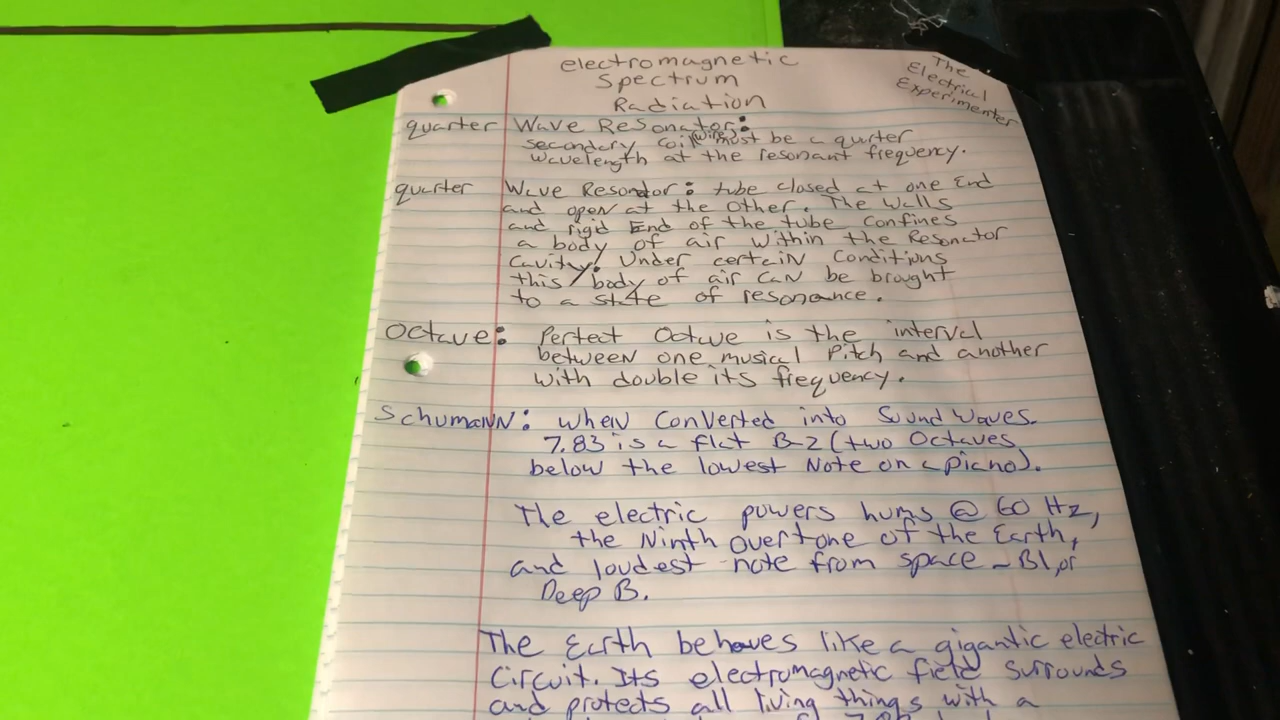 electromagnetic
Spectrum
Radiation
The
Electrical
Experimenter
quarter Wave Resonator:
secondary coil (wire) must be a qurter
wavelength at the resonant frequency.
quarter Wave Resonator: tube closed at one End
and open at the other. The walls
and rigid End of the tube confines
a body of air within the Resonator
cavity. Under certain conditions
this body of air can be brought
to a state of resonance.
Octave: Perfect Octave is the interval
between one musical Pitch and another
with double its frequency.
Schumann: when Converted into Sound Waves.
7.83 is a flat B-2 (two Octaves
below the lowest Note on a piano).
The electric powers hums @ 60 Hz,
the Ninth overtone of the Earth,
and loudest note from space - B1, or
Deep B.
The Earth behaves like a gigantic electric
Circuit. Its electromagnetic field surrounds
and protects all living things with a